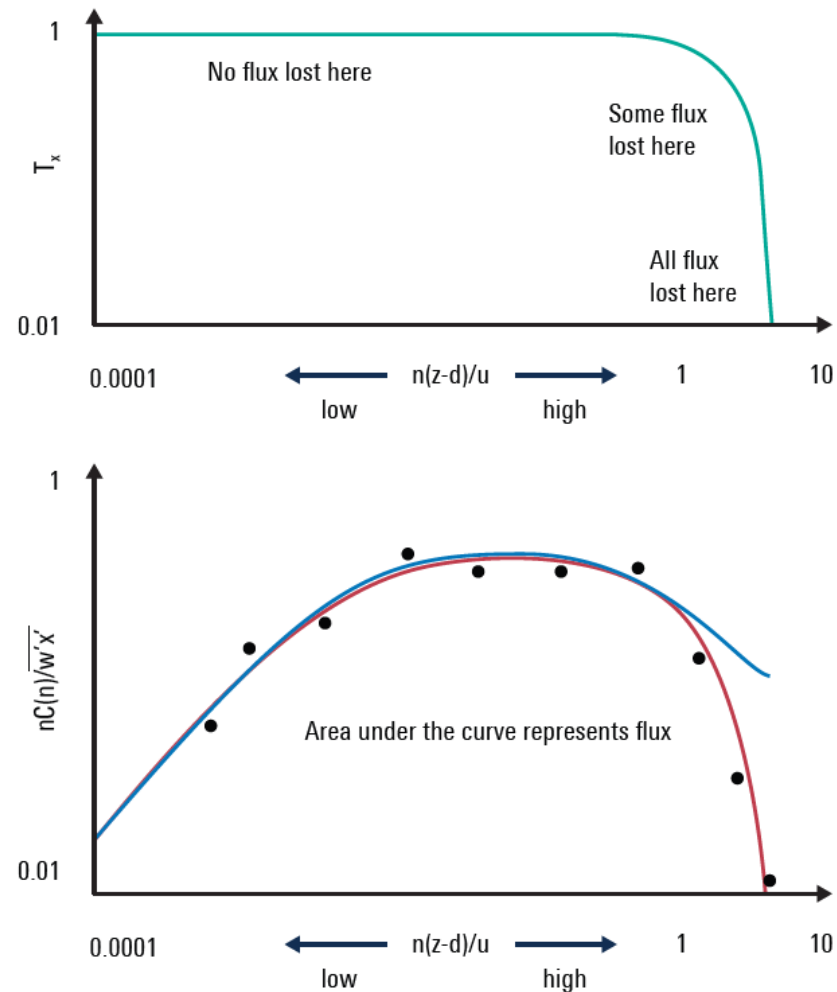 1
No flux lost here
Some flux
lost here
T_x
All flux
lost here
0.01
0.0001
n(z-d)/u
1
10
low
high
1
nC(n)/w′x′
Area under the curve represents flux
0.01
0.0001
n(z-d)/u
1
10
low
high